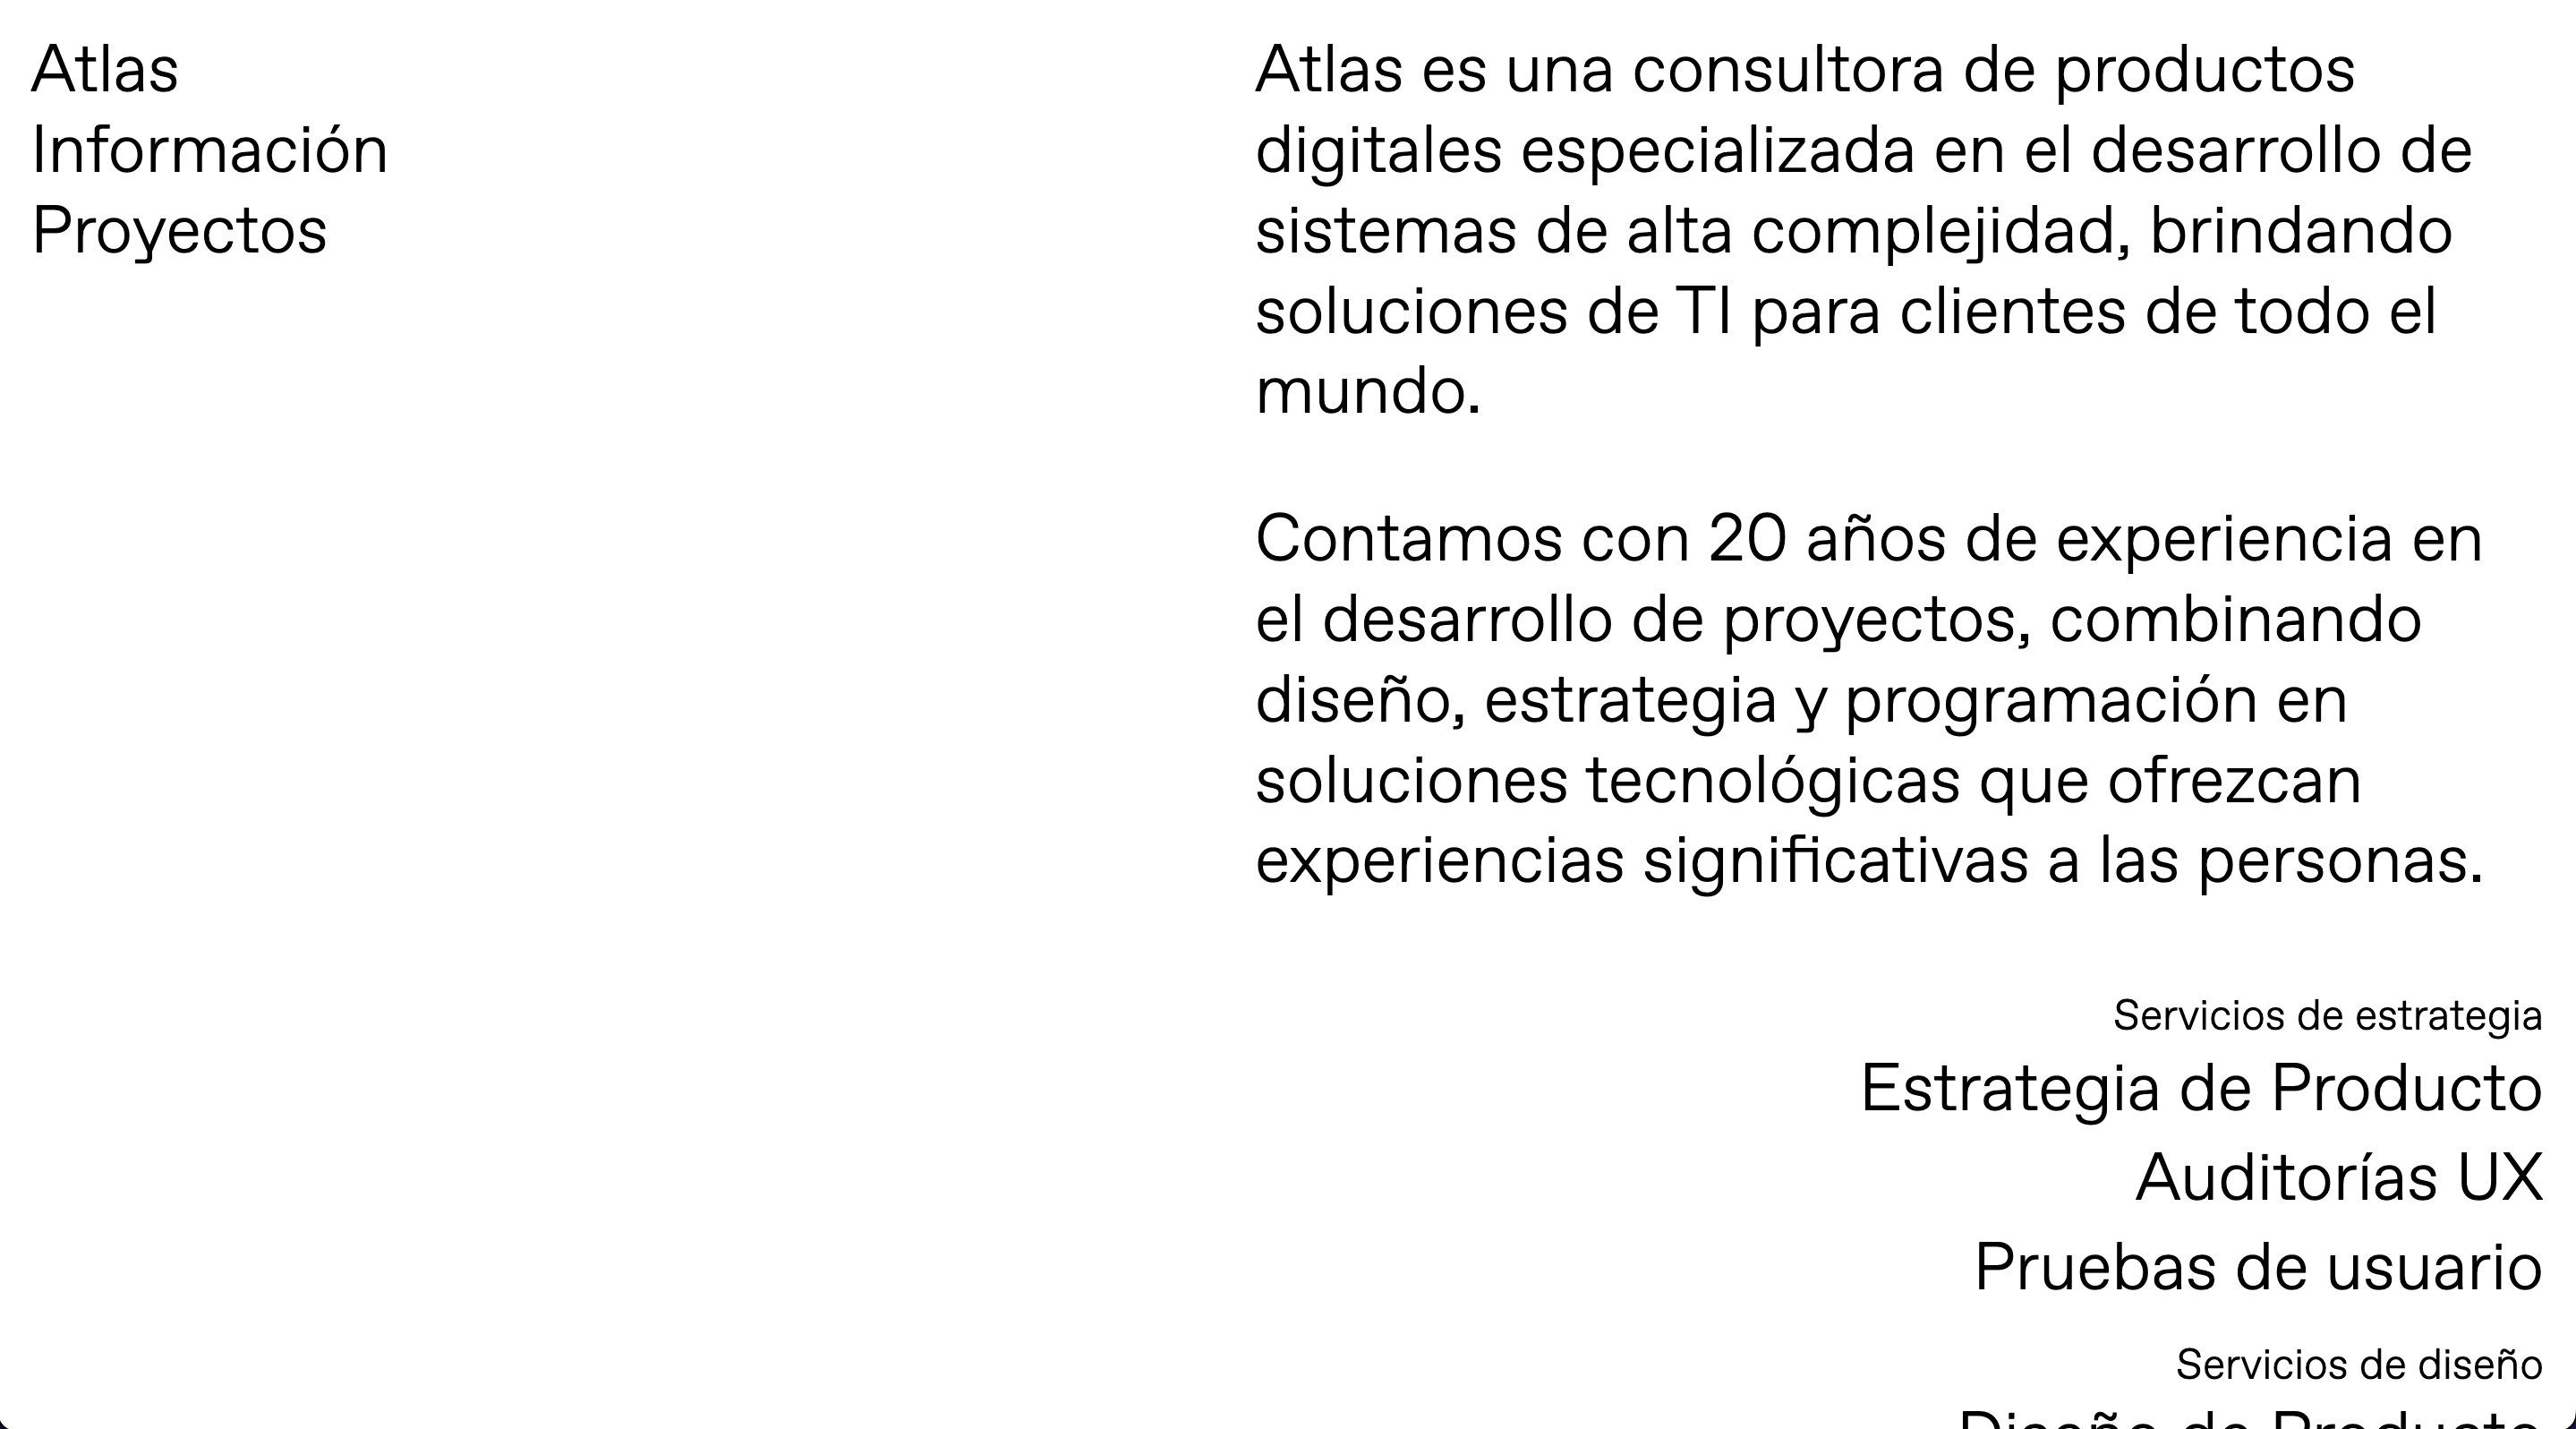 Atlas
Información
Proyectos
Atlas es una consultora de productos
digitales especializada en el desarrollo de
sistemas de alta complejidad, brindando
soluciones de TI para clientes de todo el
mundo.
Contamos con 20 años de experiencia en
el desarrollo de proyectos, combinando
diseño, estrategia y programación en
soluciones tecnológicas que ofrezcan
experiencias significativas a las personas.
Servicios de estrategia
Estrategia de Producto
Auditorías UX
Pruebas de usuario
Servicios de diseño
Diseño de Producto